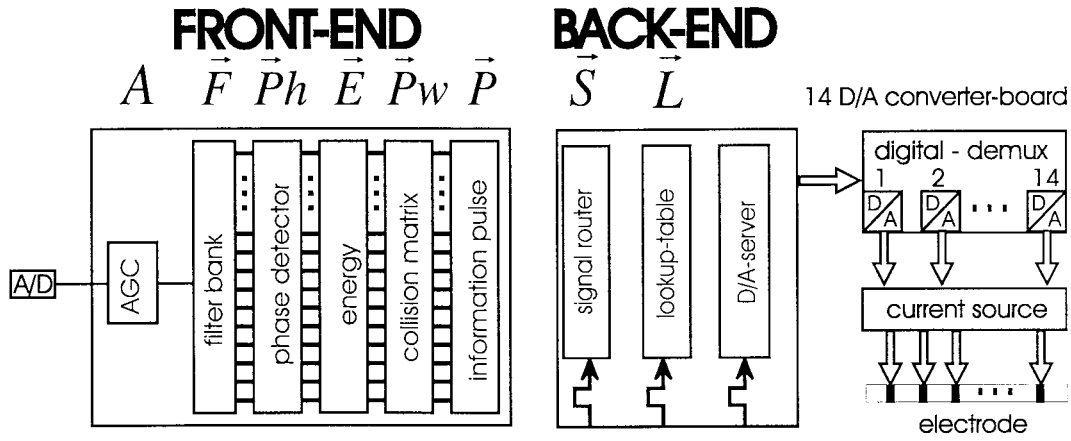 FRONT-END
BACK-END
A F Ph E Pw P
S L
14 D/A converter-board
A/D
AGC
filter bank
phase detector
energy
collision matrix
information pulse
signal router
lookup-table
D/A-server
digital - demux
1 2 14
D/A D/A D/A
current source
electrode